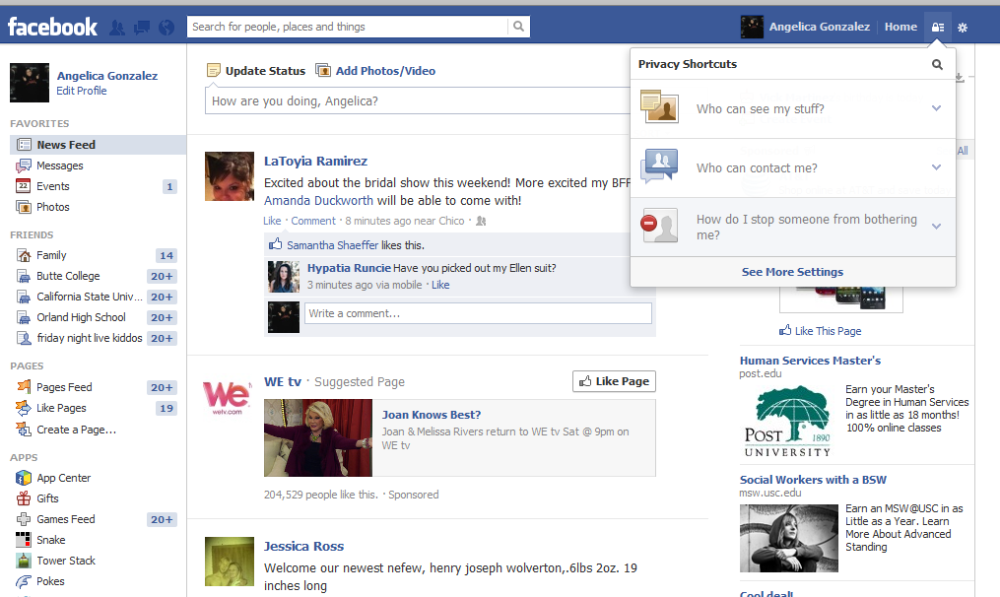 facebook
Search for people, places and things
Angelica Gonzalez
Home
Angelica Gonzalez
Edit Profile
FAVORITES
News Feed
Messages
Events 1
22
Photos
FRIENDS
Family 14
Butte College 20+
California State Univ... 20+
Orland High School 20+
friday night live kiddos 20+
PAGES
Pages Feed 20+
Like Pages 19
Create a Page...
APPS
App Center
Gifts
Games Feed 20+
Snake
Tower Stack
Pokes
Update Status
Add Photos/Video
How are you doing, Angelica?
LaToyia Ramirez
Excited about the bridal show this weekend! More excited my BFF
Amanda Duckworth will be able to come with!
Like · Comment · 8 minutes ago near Chico ·
Samantha Shaeffer likes this.
Hypatia Runcie Have you picked out my Ellen suit?
3 minutes ago via mobile · Like
Write a comment...
WE tv · Suggested Page
Like Page
We
wetv.com
Joan Knows Best?
Joan & Melissa Rivers return to WE tv Sat @ 9pm on
WE tv
204,529 people like this. · Sponsored
Jessica Ross
Welcome our newest nefew, henry joseph wolverton,.6lbs 2oz. 19
inches long
Privacy Shortcuts
Who can see my stuff?
Who can contact me?
How do I stop someone from bothering
me?
See More Settings
All
Like This Page
Human Services Master's
post.edu
POST 1890
UNIVERSITY
Earn your Master's
Degree in Human Services
in as little as 18 months!
100% online classes
Social Workers with a BSW
msw.usc.edu
Earn an MSW@USC in as
Little as a Year. Learn
More About Advanced
Standing
Cool deal!